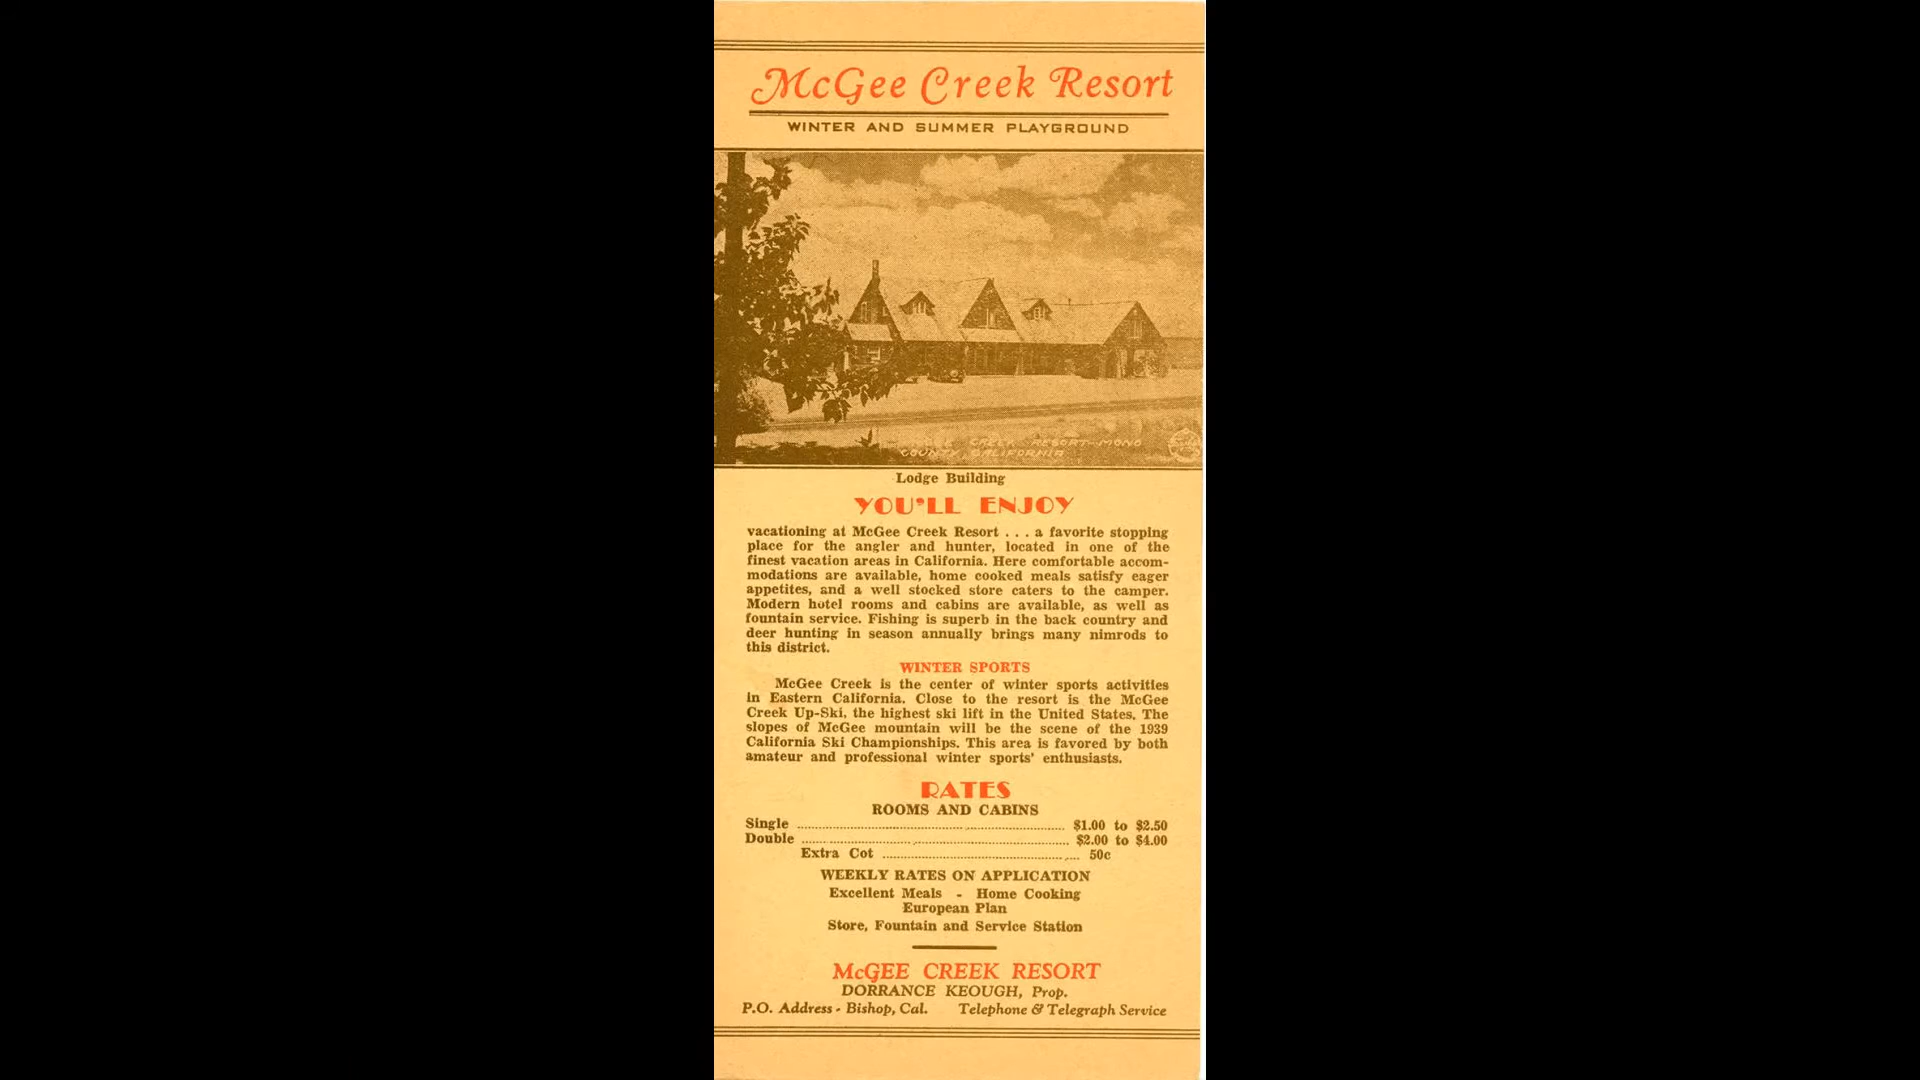 McGee Creek Resort
WINTER AND SUMMER PLAYGROUND
CREEK RESORT-MONO
COUNTY, CALIFORNIA
Lodge Building
YOU'LL ENJOY
vacationing at McGee Creek Resort . . . a favorite stopping
place for the angler and hunter, located in one of the
finest vacation areas in California. Here comfortable accom-
modations are available, home cooked meals satisfy eager
appetites, and a well stocked store caters to the camper.
Modern hotel rooms and cabins are available, as well as
fountain service. Fishing is superb in the back country and
deer hunting in season annually brings many nimrods to
this district.
WINTER SPORTS
McGee Creek is the center of winter sports activities
in Eastern California. Close to the resort is the McGee
Creek Up-Ski, the highest ski lift in the United States. The
slopes of McGee mountain will be the scene of the 1939
California Ski Championships. This area is favored by both
amateur and professional winter sports' enthusiasts.
RATES
ROOMS AND CABINS
Single ........ $1.00 to $2.50
Double ........ $2.00 to $4.00
Extra Cot ........ 50c
WEEKLY RATES ON APPLICATION
Excellent Meals - Home Cooking
European Plan
Store, Fountain and Service Station
McGEE CREEK RESORT
DORRANCE KEOUGH, Prop.
P.O. Address - Bishop, Cal. Telephone & Telegraph Service